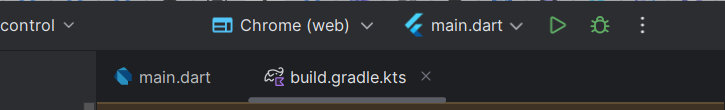 control Chrome (web) main.dart
main.dart build.gradle.kts